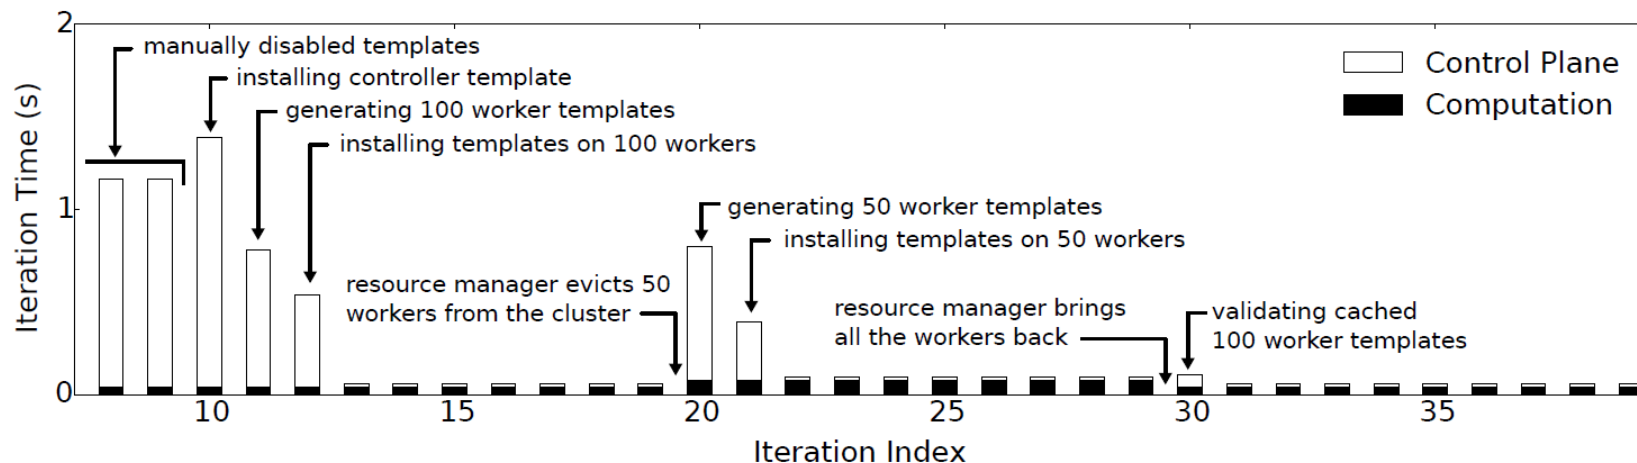 2
manually disabled templates
installing controller template
generating 100 worker templates
installing templates on 100 workers
Control Plane
Computation
Iteration Time (s)
1
generating 50 worker templates
installing templates on 50 workers
resource manager evicts 50
workers from the cluster
resource manager brings
all the workers back
validating cached
100 worker templates
0
10 15 20 25 30 35
Iteration Index